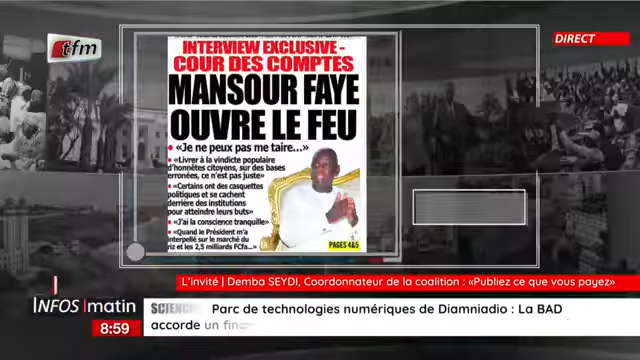 tfm
DIRECT
INTERVIEW EXCLUSIVE -
COUR DES COMPTES
MANSOUR FAYE
OUVRE LE FEU
• «Je ne peux pas me taire...»
• «Livrer à la vindicte populaire
d'honnêtes citoyens, sur des bases
erronées, ce n'est pas juste»
• «Certains ont des casquettes
politiques et se cachent
derrière des institutions
pour atteindre leurs buts»
• «J'ai la conscience tranquille»
• «Quand le Président m'a
interpellé sur le marché du
riz et les 2,5 milliards FCfa...»
PAGES 4&5
L'invité | Demba SEYDI, Coordonnateur de la coalition : «Publiez ce que vous payez»
INFOS matin
8:59
SCIENC
Parc de technologies numériques de Diamniadio : La BAD
accorde un finan